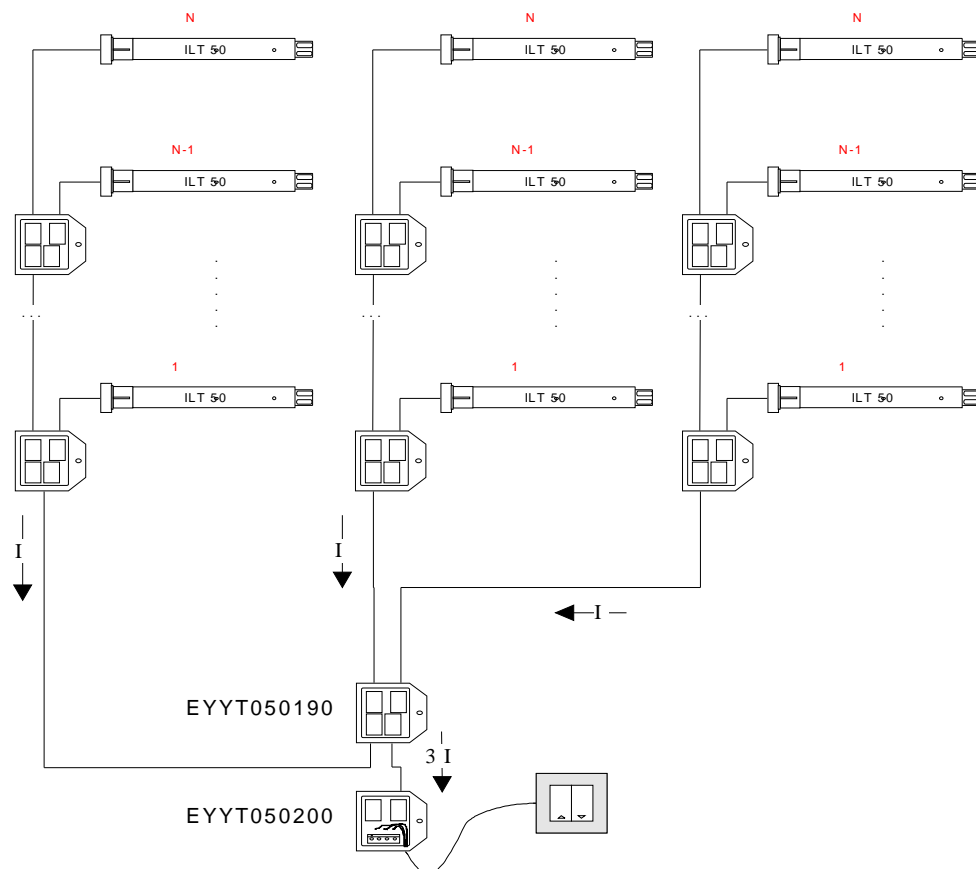 N N N
ILT 50 ILT 50 ILT 50
N-1 N-1 N-1
ILT 50 ILT 50 ILT 50
... ... ...
1 1 1
ILT 50 ILT 50 ILT 50
I I
I
EYYT050190
3 I
EYYT050200